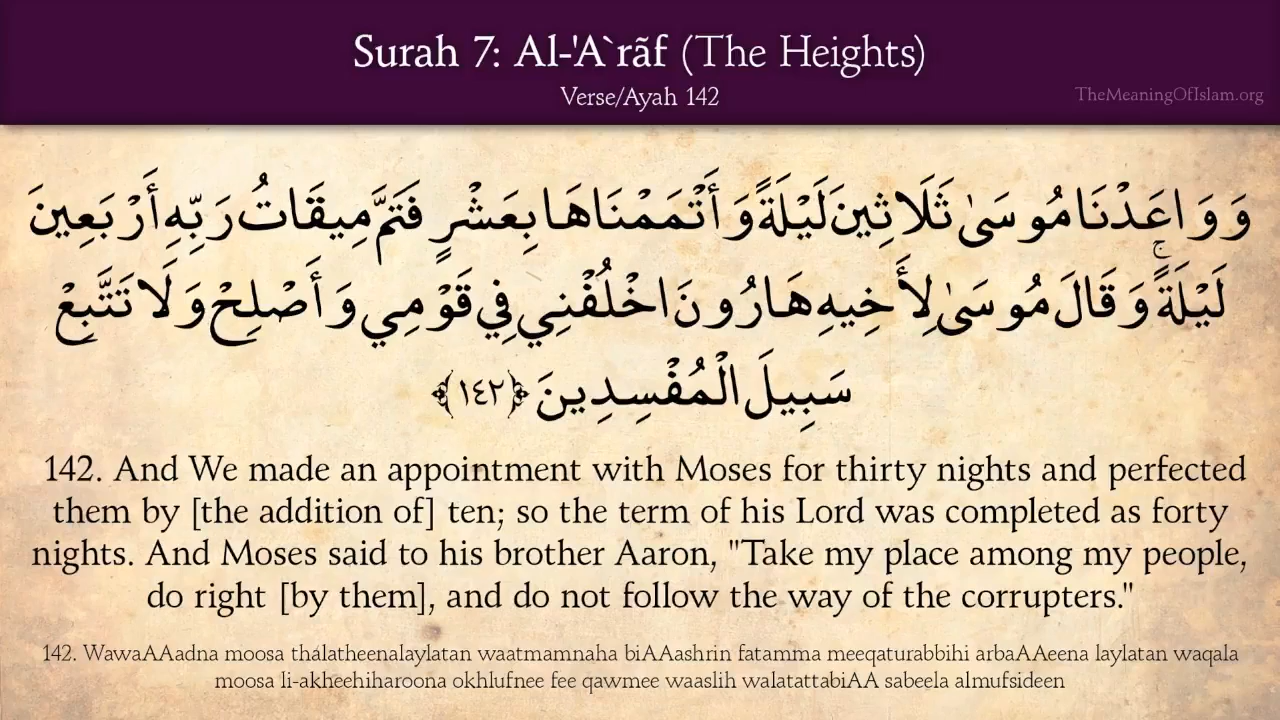 Surah 7: Al-'A`rãf (The Heights)
Verse/Ayah 142
TheMeaningOfIslam.org
وَوَاعَدْنَا مُوسَىٰ ثَلَاثِينَ لَيْلَةً وَأَتْمَمْنَاهَا بِعَشْرٍ فَتَمَّ مِيقَاتُ رَبِّهِ أَرْبَعِينَ
لَيْلَةً ۚ وَقَالَ مُوسَىٰ لِأَخِيهِ هَارُونَ اخْلُفْنِي فِي قَوْمِي وَأَصْلِحْ وَلَا تَتَّبِعْ
سَبِيلَ الْمُفْسِدِينَ ﴿١٤٢﴾
142. And We made an appointment with Moses for thirty nights and perfected
them by [the addition of] ten; so the term of his Lord was completed as forty
nights. And Moses said to his brother Aaron, "Take my place among my people,
do right [by them], and do not follow the way of the corrupters."
142. WawaAAadna moosa thalatheenalaylatan waatmamnaha biAAashrin fatamma meeqaturabbihi arbaAAeena laylatan waqala
moosa li-akheehiharoona okhlufnee fee qawmee waaslih walatattabiAA sabeela almufsideen